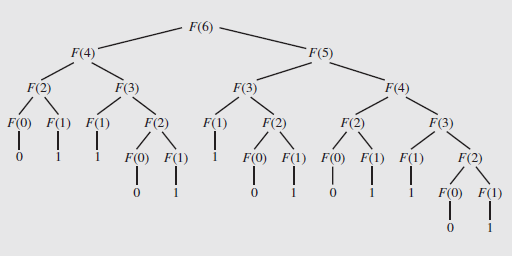 F(6)
F(4) F(5)
F(2) F(3) F(3) F(4)
F(0) F(1) F(1) F(2) F(1) F(2) F(2) F(3)
0 1 1 F(0) F(1) 1 F(0) F(1) F(0) F(1) F(1) F(2)
0 1 0 1 0 1 1 F(0) F(1)
0 1